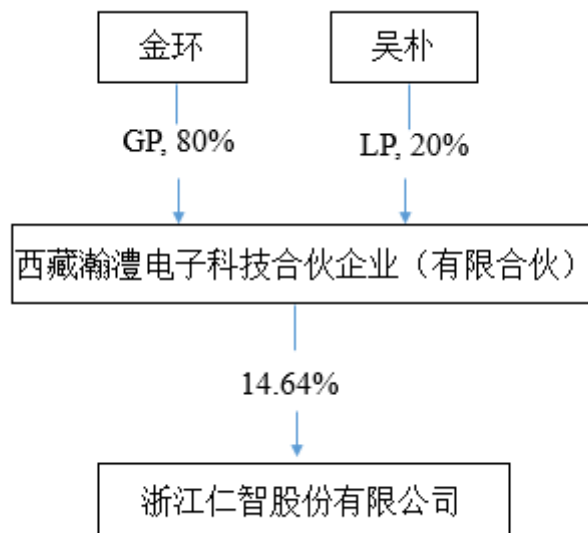 金环
吴朴
GP, 80%
LP, 20%
西藏瀚澧电子科技合伙企业（有限合伙）
14.64%
浙江仁智股份有限公司